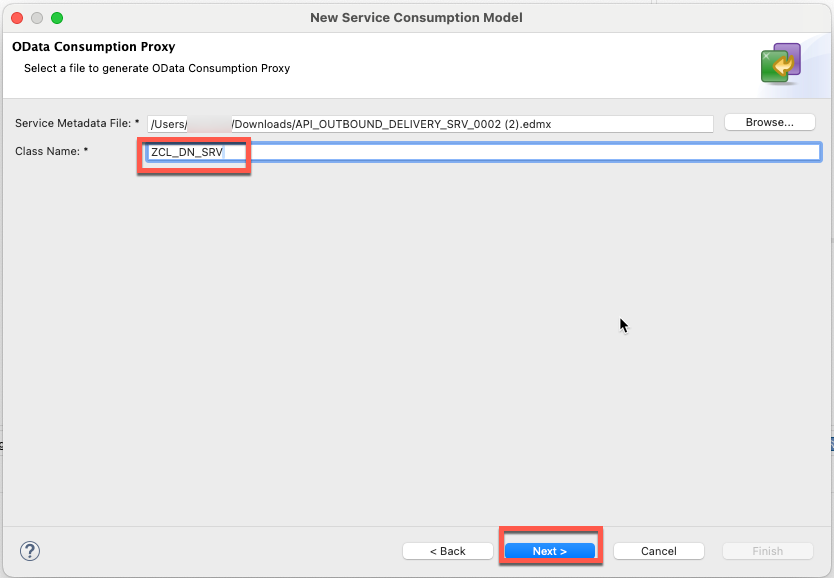 New Service Consumption Model
OData Consumption Proxy
Select a file to generate OData Consumption Proxy
Service Metadata File: * /Users/ /Downloads/API_OUTBOUND_DELIVERY_SRV_0002 (2).edmx Browse...
Class Name: * ZCL_DN_SRV
? < Back Next > Cancel Finish